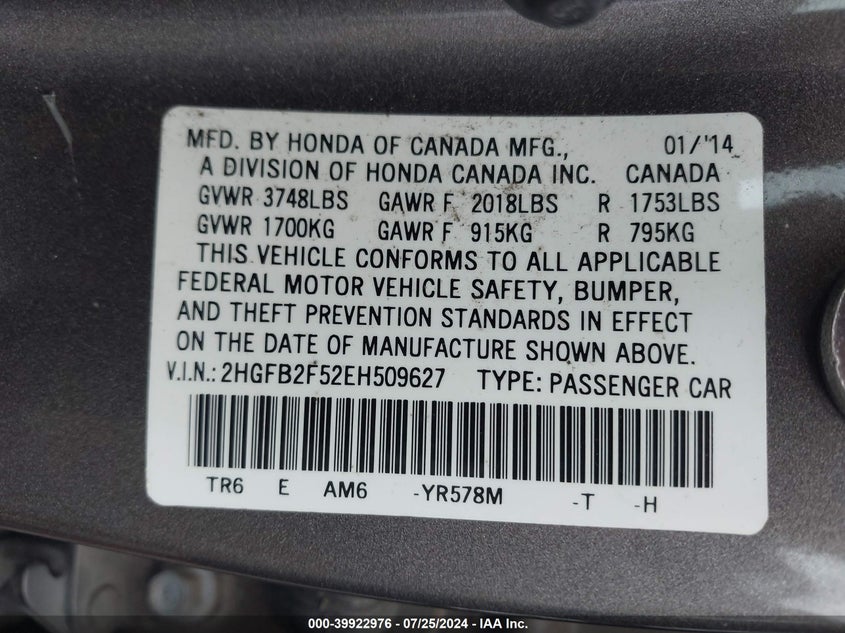 MFD. BY HONDA OF CANADA MFG., 01/'14
A DIVISION OF HONDA CANADA INC. CANADA
GVWR 3748LBS GAWR F 2018LBS R 1753LBS
GVWR 1700KG GAWR F 915KG R 795KG
THIS VEHICLE CONFORMS TO ALL APPLICABLE
FEDERAL MOTOR VEHICLE SAFETY, BUMPER,
AND THEFT PREVENTION STANDARDS IN EFFECT
ON THE DATE OF MANUFACTURE SHOWN ABOVE.
V.I.N.: 2HGFB2F52EH509627 TYPE: PASSENGER CAR
TR6 E AM6 -YR578M -T -H
000-39922976 - 07/25/2024 - IAA Inc.